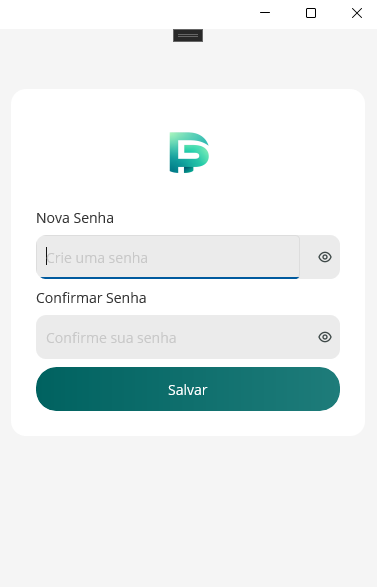 Nova Senha
Crie uma senha
Confirmar Senha
Confirme sua senha
Salvar